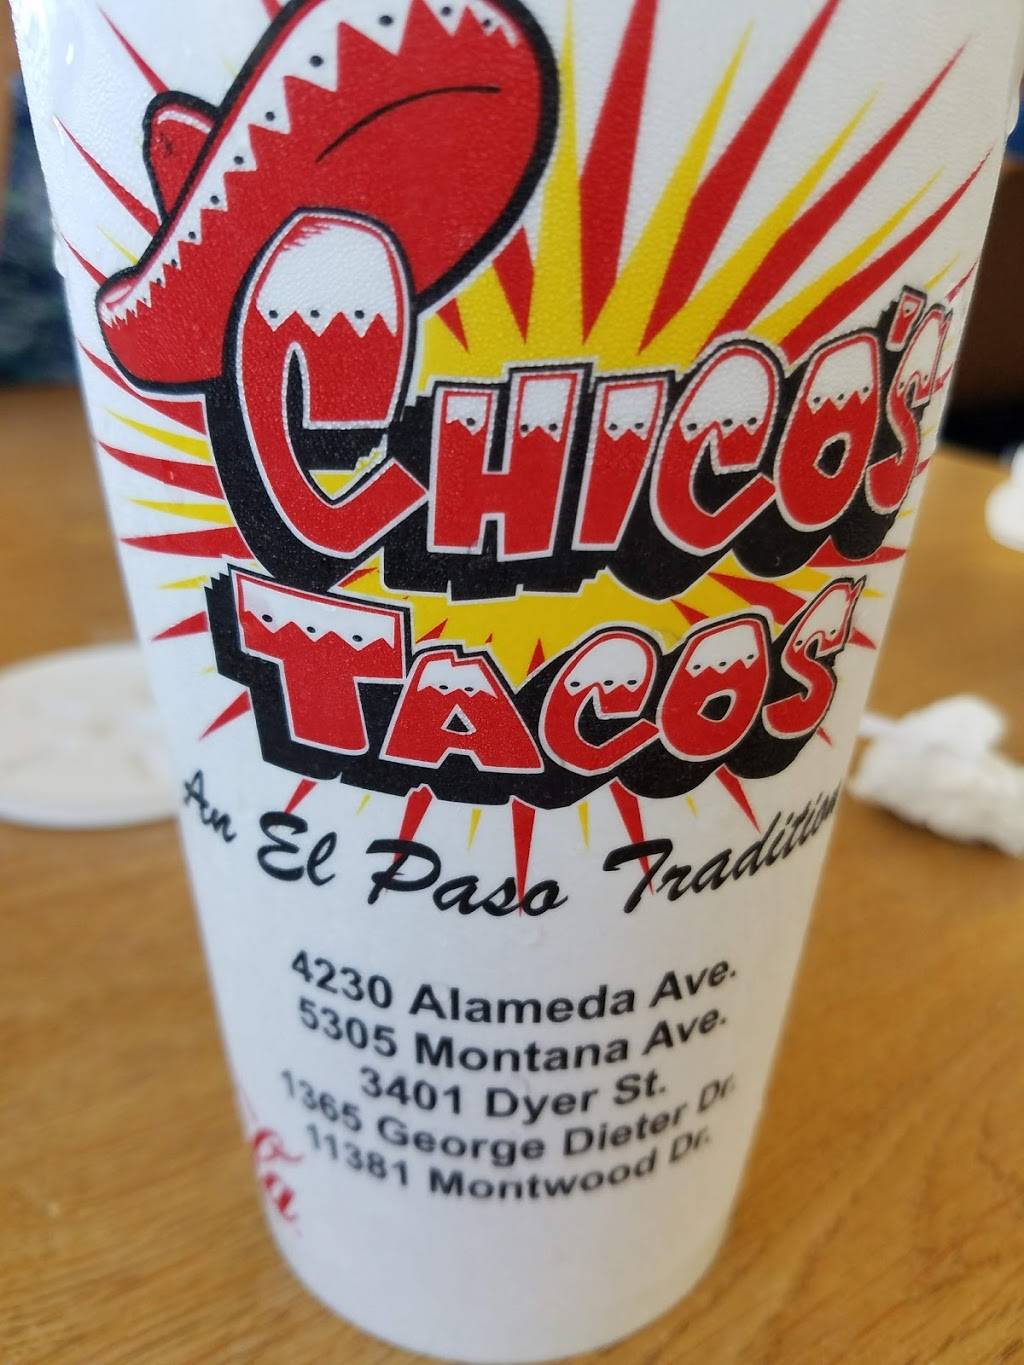 CHICO'S
TACOS
An El Paso Tradition
4230 Alameda Ave.
5305 Montana Ave.
3401 Dyer St.
1365 George Dieter Dr.
11381 Montwood Dr.